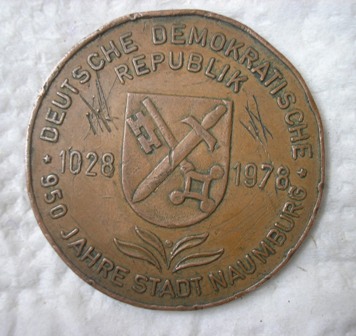 DEUTSCHE DEMOKRATISCHE
REPUBLIK
1028 1978
950 JAHRE STADT NAUMBURG